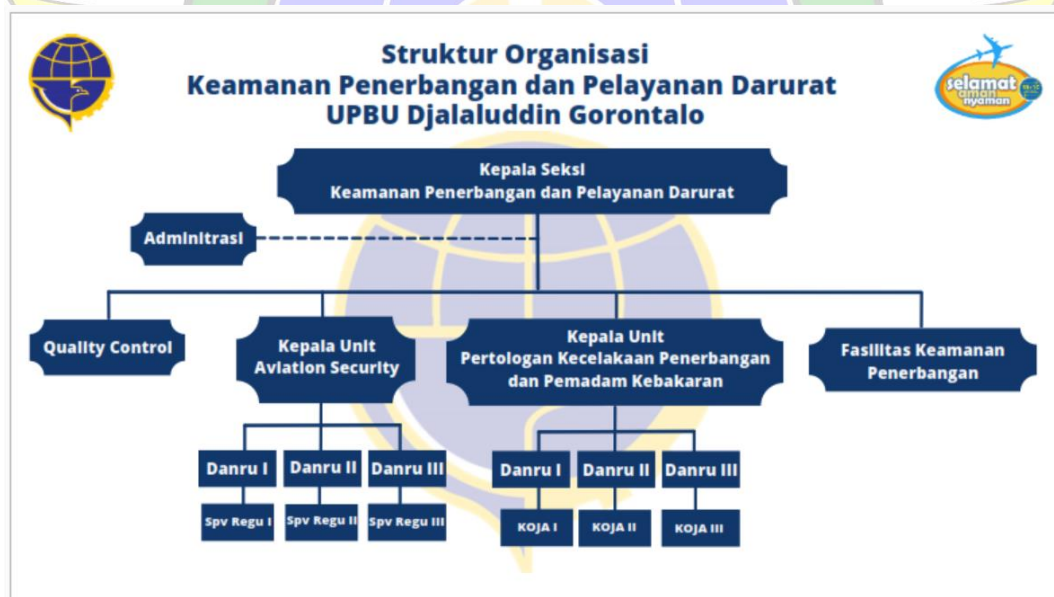 Struktur Organisasi
Keamanan Penerbangan dan Pelayanan Darurat
UPBU Djalaluddin Gorontalo
selamat
aman
nyaman
Kepala Seksi
Keamanan Penerbangan dan Pelayanan Darurat
Adminitrasi
Quality Control
Kepala Unit
Aviation Security
Kepala Unit
Pertologan Kecelakaan Penerbangan
dan Pemadam Kebakaran
Fasilitas Keamanan
Penerbangan
Danru I
Danru II
Danru III
Danru I
Danru II
Danru III
Spv Regu I
Spv Regu II
Spv Regu III
KOJA I
KOJA II
KOJA III